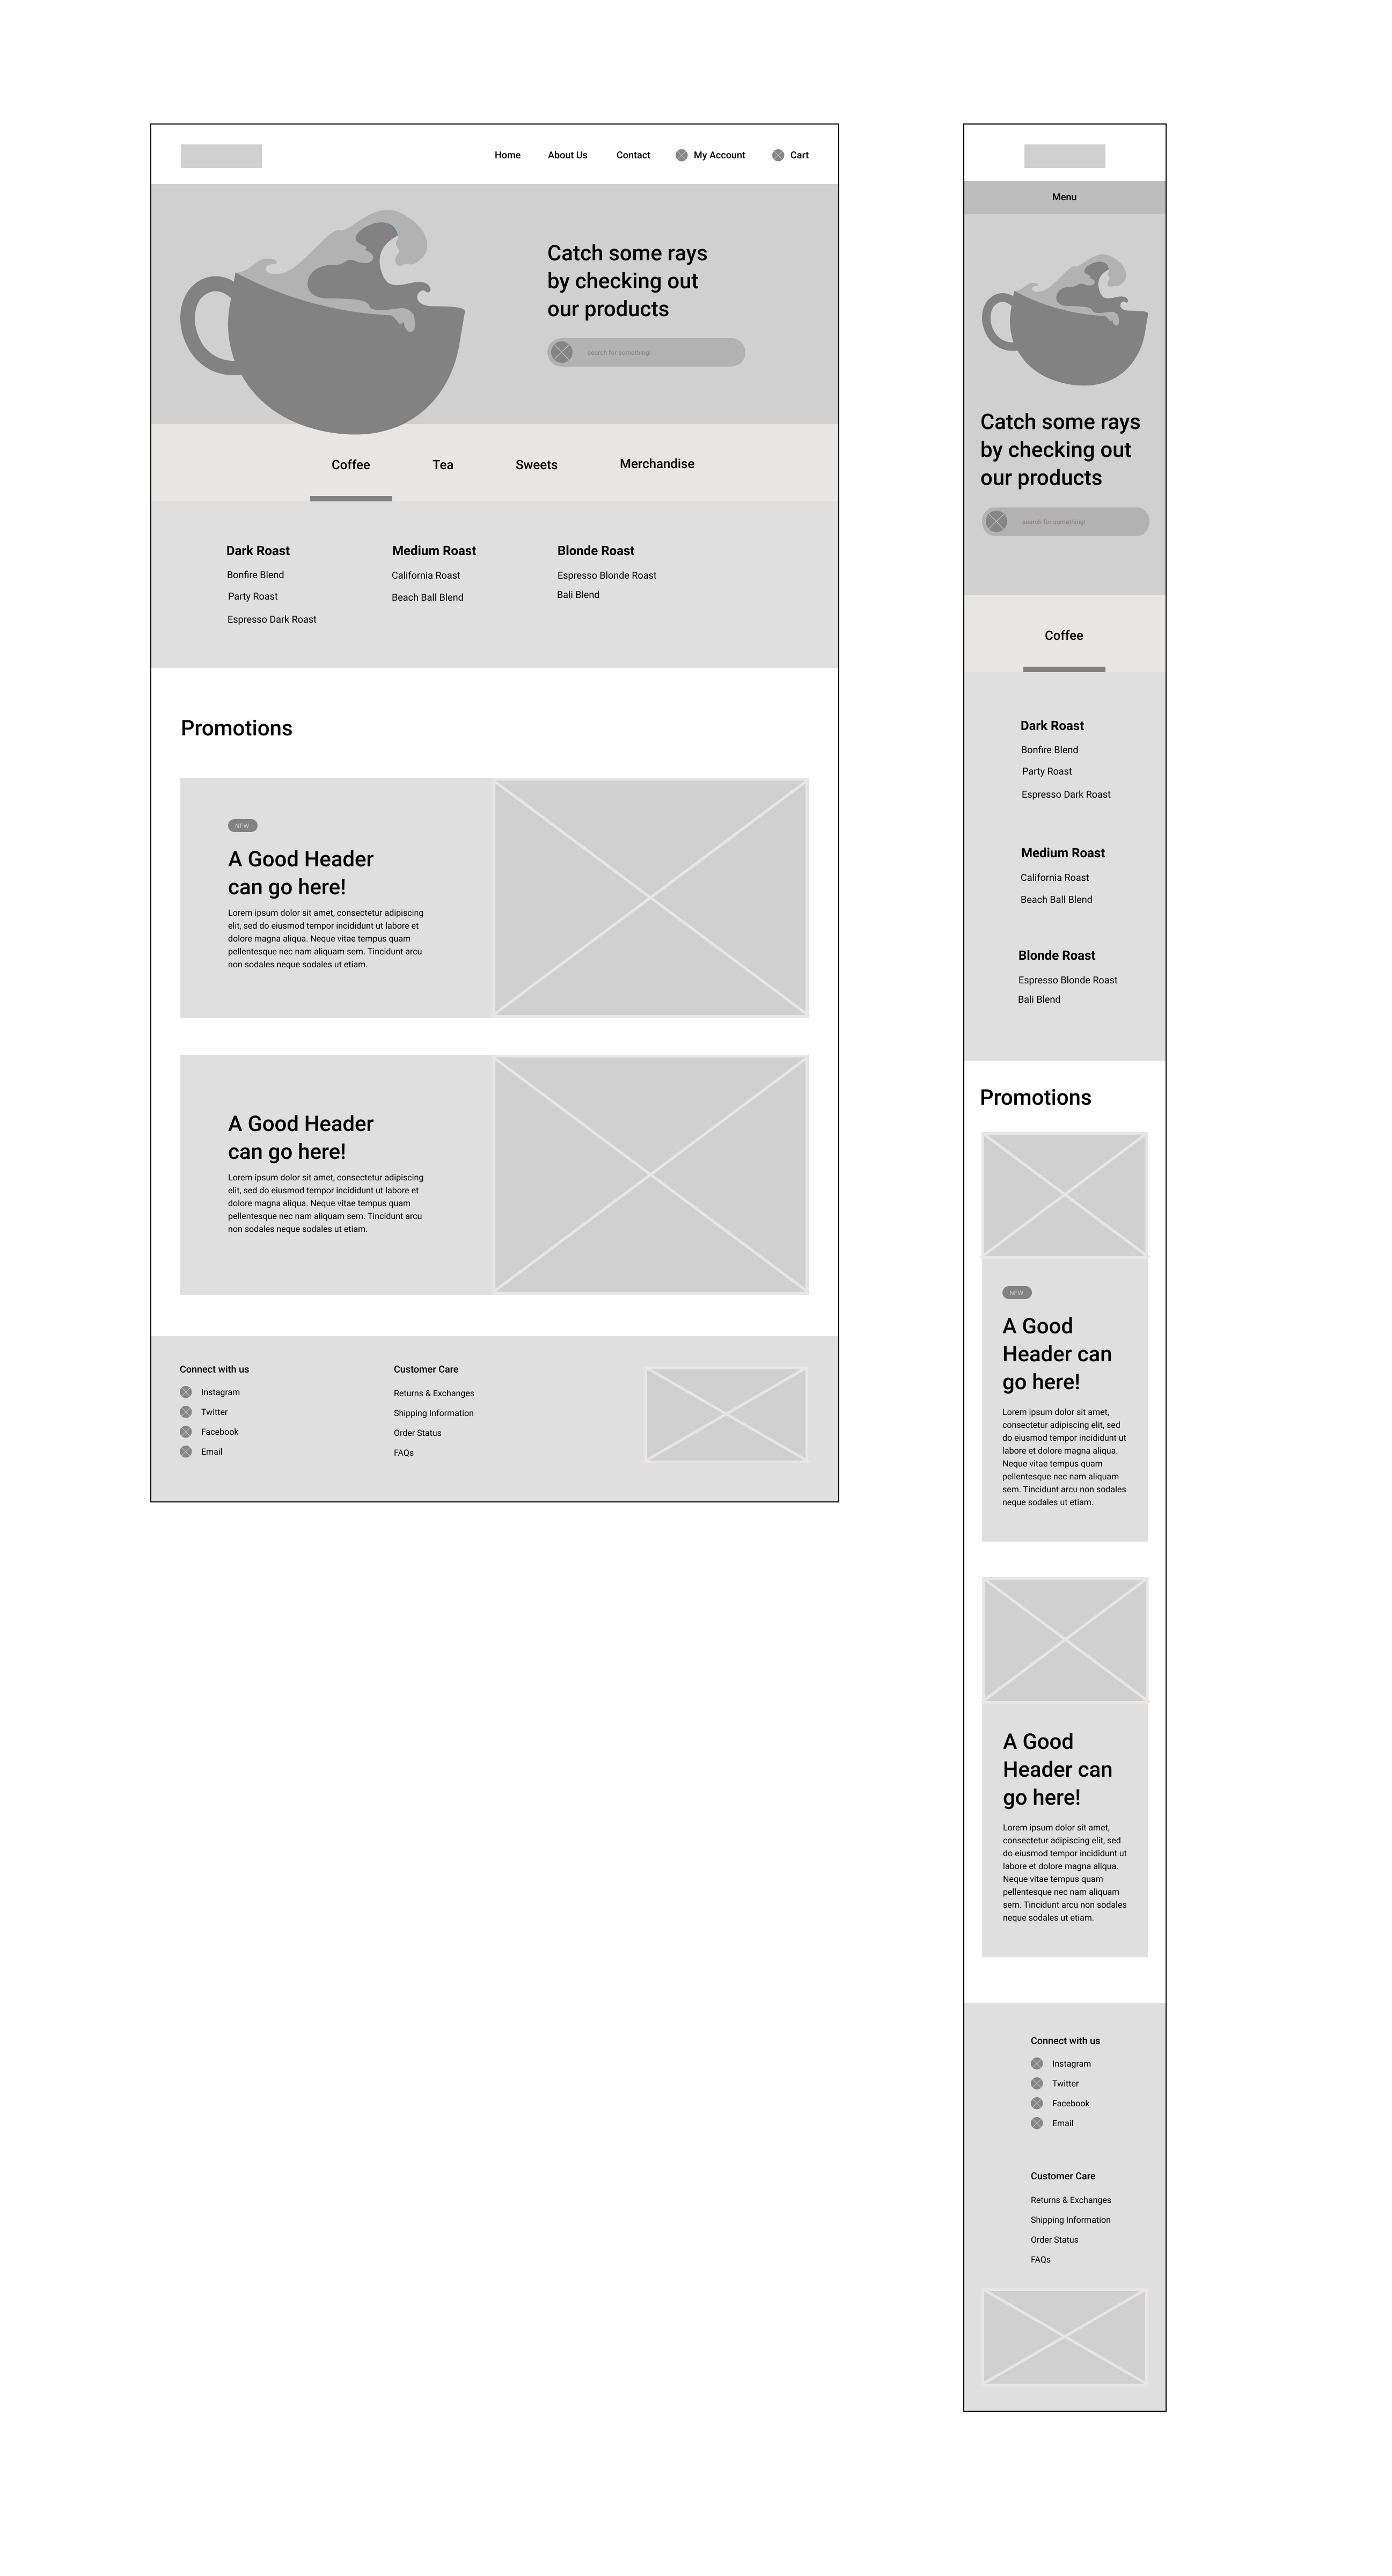 Home
About Us
Contact
My Account
Cart
Catch some rays
by checking out
our products
search for something!
Coffee
Tea
Sweets
Merchandise
Dark Roast
Bonfire Blend
Party Roast
Espresso Dark Roast
Medium Roast
California Roast
Beach Ball Blend
Blonde Roast
Espresso Blonde Roast
Bali Blend
Promotions
NEW
A Good Header
can go here!
Lorem ipsum dolor sit amet, consectetur adipiscing
elit, sed do eiusmod tempor incididunt ut labore et
dolore magna aliqua. Neque vitae tempus quam
pellentesque nec nam aliquam sem. Tincidunt arcu
non sodales neque sodales ut etiam.
A Good Header
can go here!
Lorem ipsum dolor sit amet, consectetur adipiscing
elit, sed do eiusmod tempor incididunt ut labore et
dolore magna aliqua. Neque vitae tempus quam
pellentesque nec nam aliquam sem. Tincidunt arcu
non sodales neque sodales ut etiam.
Connect with us
Instagram
Twitter
Facebook
Email
Customer Care
Returns & Exchanges
Shipping Information
Order Status
FAQs
Menu
Catch some rays
by checking out
our products
search for something!
Coffee
Dark Roast
Bonfire Blend
Party Roast
Espresso Dark Roast
Medium Roast
California Roast
Beach Ball Blend
Blonde Roast
Espresso Blonde Roast
Bali Blend
Promotions
NEW
A Good
Header can
go here!
Lorem ipsum dolor sit amet,
consectetur adipiscing elit, sed
do eiusmod tempor incididunt ut
labore et dolore magna aliqua.
Neque vitae tempus quam
pellentesque nec nam aliquam
sem. Tincidunt arcu non sodales
neque sodales ut etiam.
A Good
Header can
go here!
Lorem ipsum dolor sit amet,
consectetur adipiscing elit, sed
do eiusmod tempor incididunt ut
labore et dolore magna aliqua.
Neque vitae tempus quam
pellentesque nec nam aliquam
sem. Tincidunt arcu non sodales
neque sodales ut etiam.
Connect with us
Instagram
Twitter
Facebook
Email
Customer Care
Returns & Exchanges
Shipping Information
Order Status
FAQs